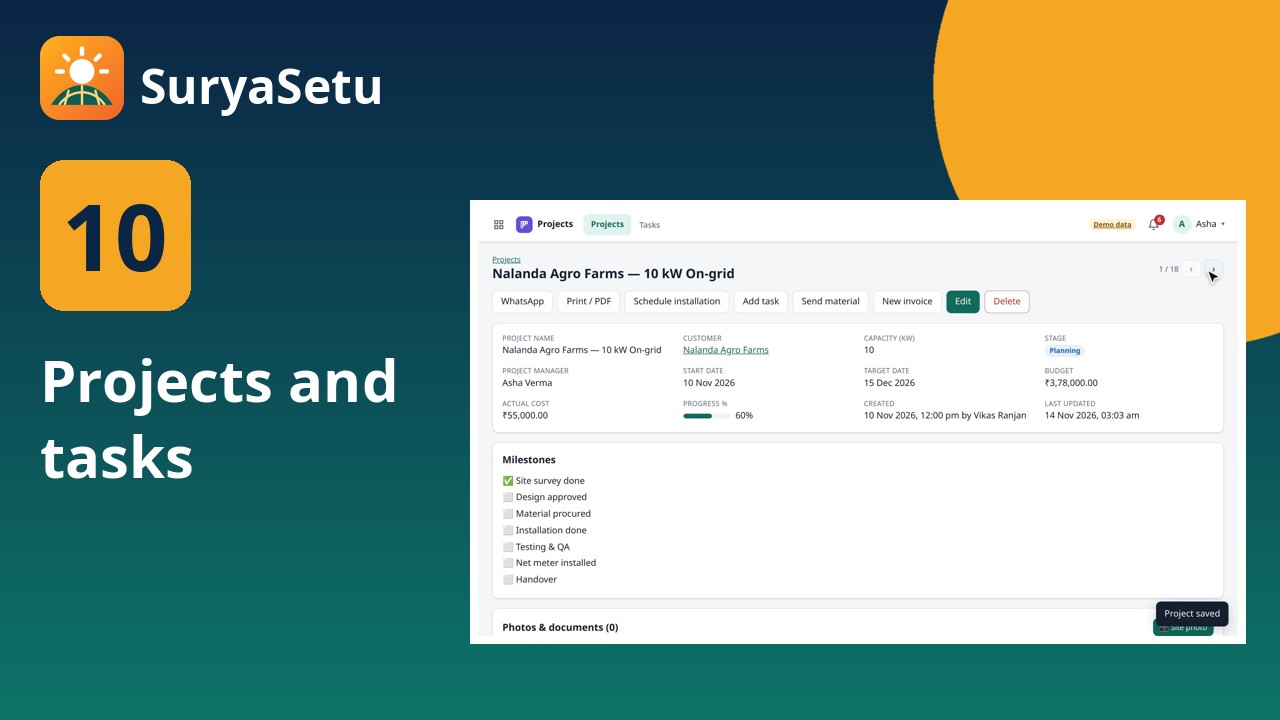 SuryaSetu
10
Projects and
tasks
Projects Projects Tasks Demo data 6 A Asha
Projects
Nalanda Agro Farms — 10 kW On-grid
1 / 18
WhatsApp Print / PDF Schedule installation Add task Send material New invoice Edit Delete
PROJECT NAME CUSTOMER CAPACITY (KW) STAGE
Nalanda Agro Farms — 10 kW On-grid Nalanda Agro Farms 10 Planning
PROJECT MANAGER START DATE TARGET DATE BUDGET
Asha Verma 10 Nov 2026 15 Dec 2026 ₹3,78,000.00
ACTUAL COST PROGRESS % CREATED LAST UPDATED
₹55,000.00 60% 10 Nov 2026, 12:00 pm by Vikas Ranjan 14 Nov 2026, 03:03 am
Milestones
✅ Site survey done
⬜ Design approved
⬜ Material procured
⬜ Installation done
⬜ Testing & QA
⬜ Net meter installed
⬜ Handover
Project saved
Photos & documents (0) Site photo